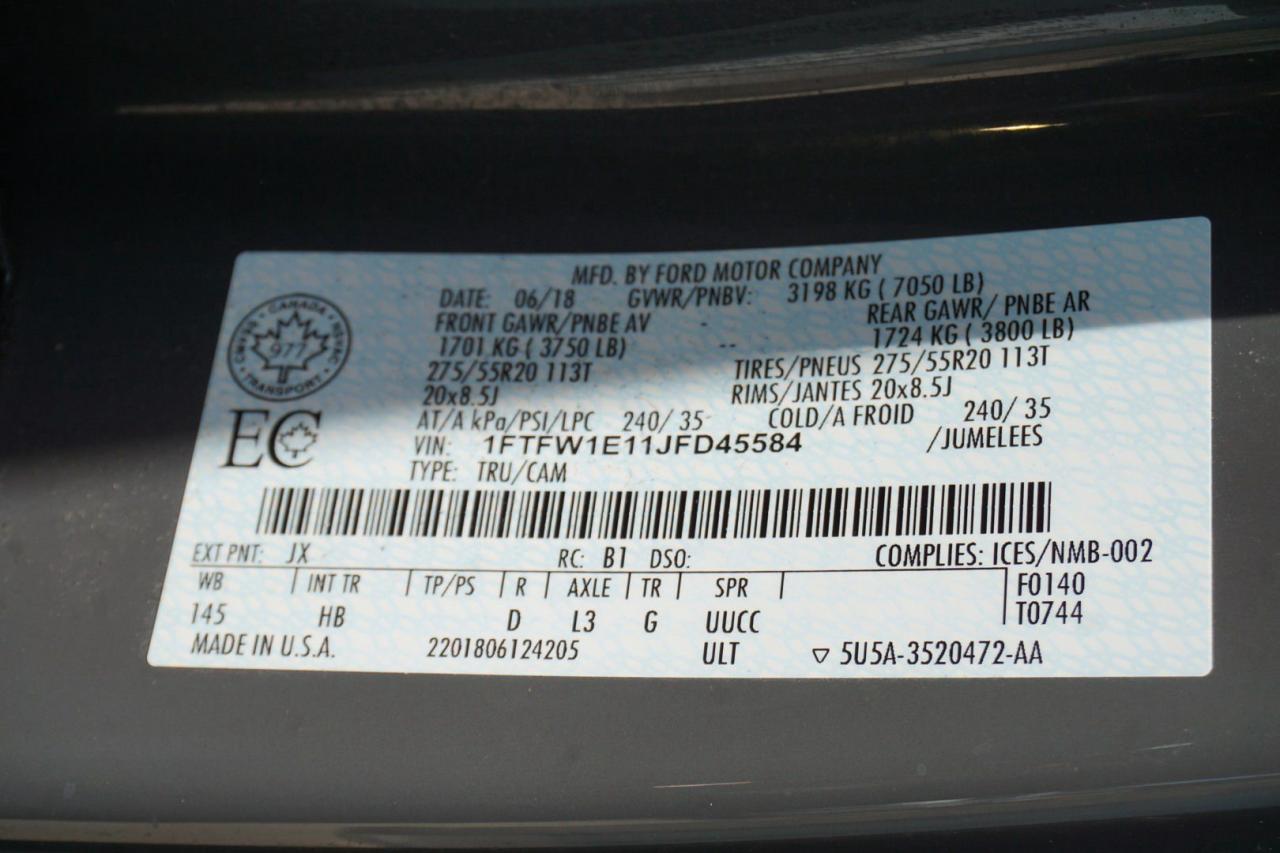 MFD. BY FORD MOTOR COMPANY
DATE: 06/18 GVWR/PNBV: 3198 KG ( 7050 LB)
FRONT GAWR/PNBE AV REAR GAWR/ PNBE AR
1701 KG ( 3750 LB) 1724 KG ( 3800 LB)
275/55R20 113T TIRES/PNEUS 275/55R20 113T
20x8.5J RIMS/JANTES 20x8.5J
AT/A kPa/PSI/LPC 240/ 35 COLD/A FROID 240/ 35
VIN: 1FTFW1E11JFD45584 /JUMELEES
TYPE: TRU/CAM
CANADA
977
TRANSPORT
EC
EXT PNT: JX RC: B1 DSO: COMPLIES: ICES/NMB-002
WB INT TR TP/PS R AXLE TR SPR F0140
145 HB D L3 G UUCC T0744
MADE IN U.S.A. 2201806124205 ULT ▽ 5U5A-3520472-AA